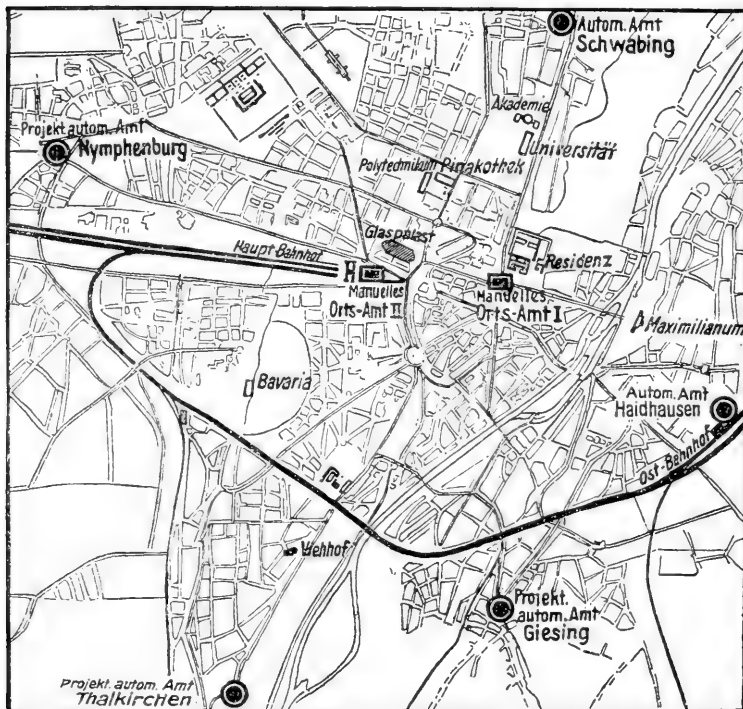 Autom. Amt
Schwabing
Akademie
Projekt autom. Amt
Nymphenburg
Universität
Polytechnikum
Pinakothek
Glaspalast
Haupt-Bahnhof
Residenz
Manuelles
Orts-Amt II
Manuelles
Orts-Amt I
Maximilianum
Bavaria
Autom. Amt
Haidhausen
Ost-Bahnhof
Viehhof
Projekt.
autom. Amt
Giesing
Projekt. autom. Amt
Thalkirchen